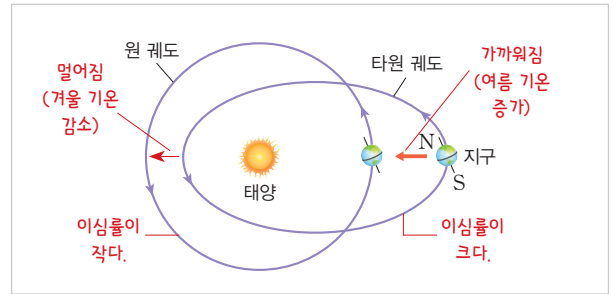 원 궤도
멀어짐
(겨울 기온
감소)
타원 궤도
가까워짐
(여름 기온
증가)
N
지구
S
태양
이심률이
작다.
이심률이
크다.